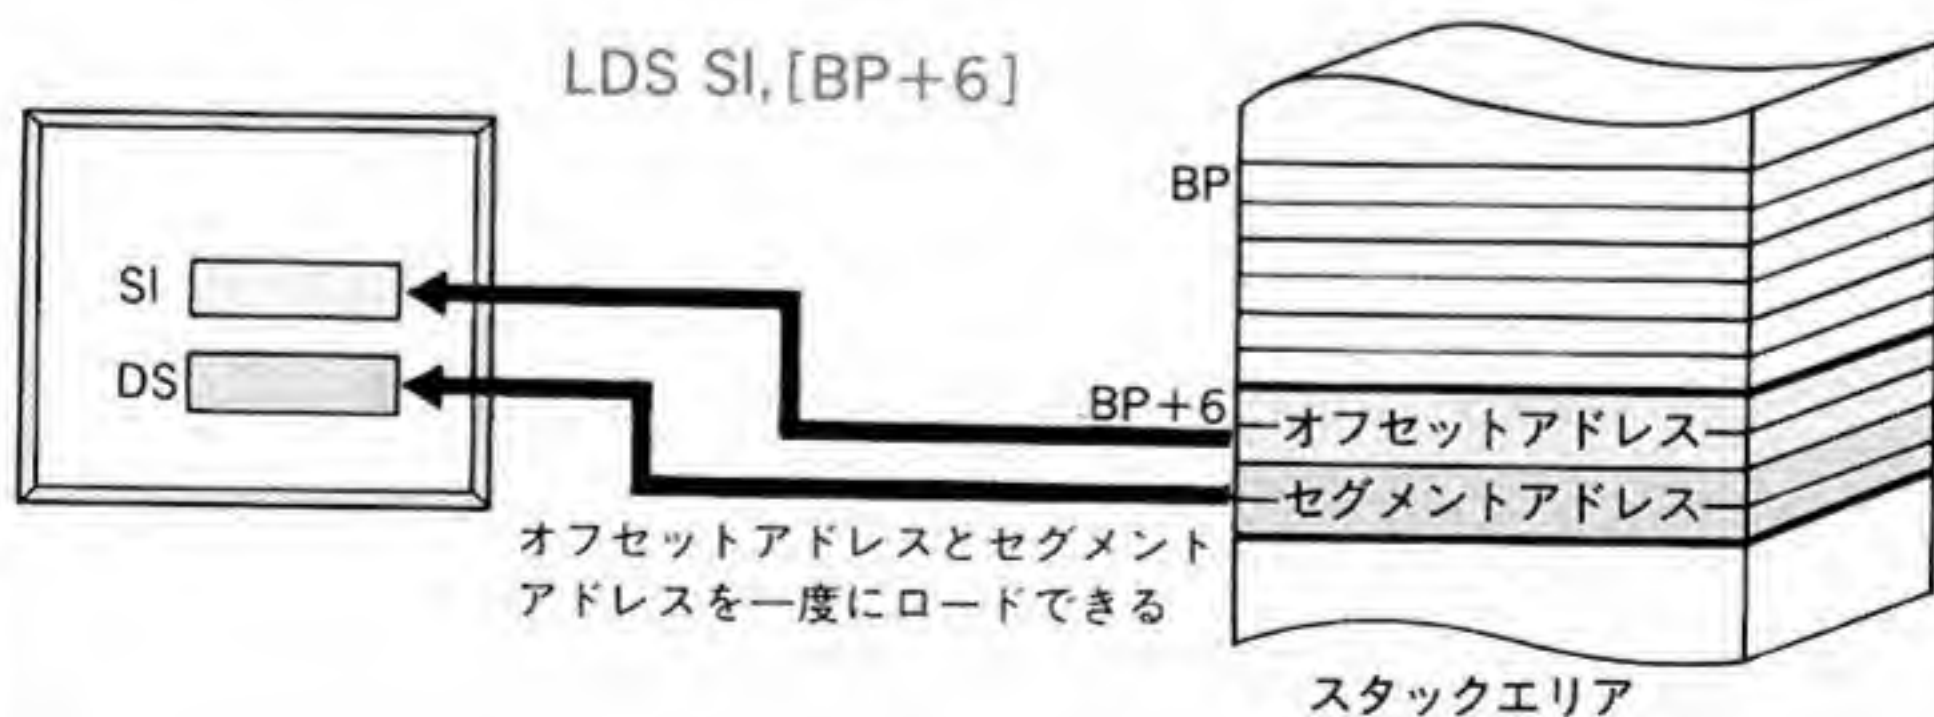 LDS SI,[BP+6]
BP
SI
DS
BP+6
オフセットアドレス
セグメントアドレス
オフセットアドレスとセグメント
アドレスを一度にロードできる
スタックエリア